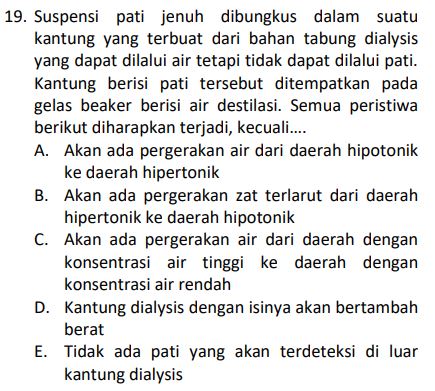 19. Suspensi pati jenuh dibungkus dalam suatu
kantung yang terbuat dari bahan tabung dialysis
yang dapat dilalui air tetapi tidak dapat dilalui pati.
Kantung berisi pati tersebut ditempatkan pada
gelas beaker berisi air destilasi. Semua peristiwa
berikut diharapkan terjadi, kecuali....
A. Akan ada pergerakan air dari daerah hipotonik
ke daerah hipertonik
B. Akan ada pergerakan zat terlarut dari daerah
hipertonik ke daerah hipotonik
C. Akan ada pergerakan air dari daerah dengan
konsentrasi air tinggi ke daerah dengan
konsentrasi air rendah
D. Kantung dialysis dengan isinya akan bertambah
berat
E. Tidak ada pati yang akan terdeteksi di luar
kantung dialysis